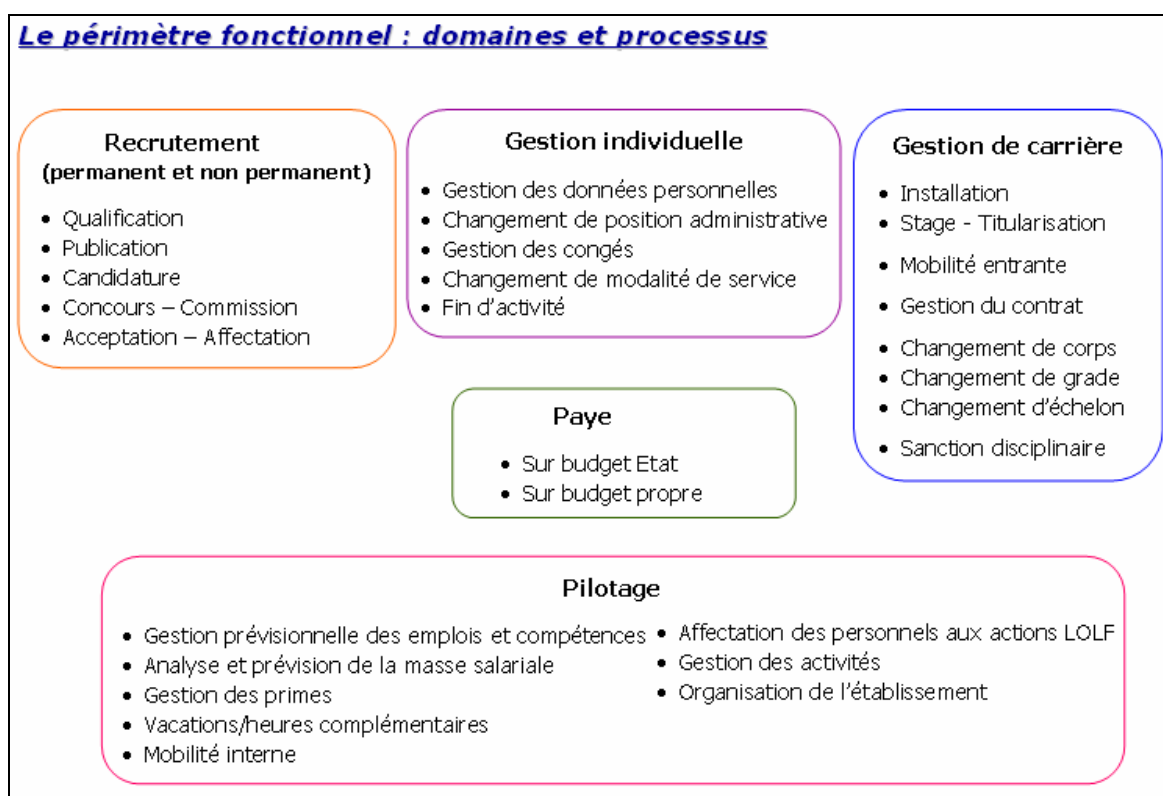 Le périmètre fonctionnel : domaines et processus
Recrutement
(permanent et non permanent)
• Qualification
• Publication
• Candidature
• Concours – Commission
• Acceptation – Affectation
Gestion individuelle
• Gestion des données personnelles
• Changement de position administrative
• Gestion des congés
• Changement de modalité de service
• Fin d'activité
Gestion de carrière
• Installation
• Stage - Titularisation
• Mobilité entrante
• Gestion du contrat
• Changement de corps
• Changement de grade
• Changement d'échelon
• Sanction disciplinaire
Paye
• Sur budget Etat
• Sur budget propre
Pilotage
• Gestion prévisionnelle des emplois et compétences
• Analyse et prévision de la masse salariale
• Gestion des primes
• Vacations/heures complémentaires
• Mobilité interne
• Affectation des personnels aux actions LOLF
• Gestion des activités
• Organisation de l'établissement